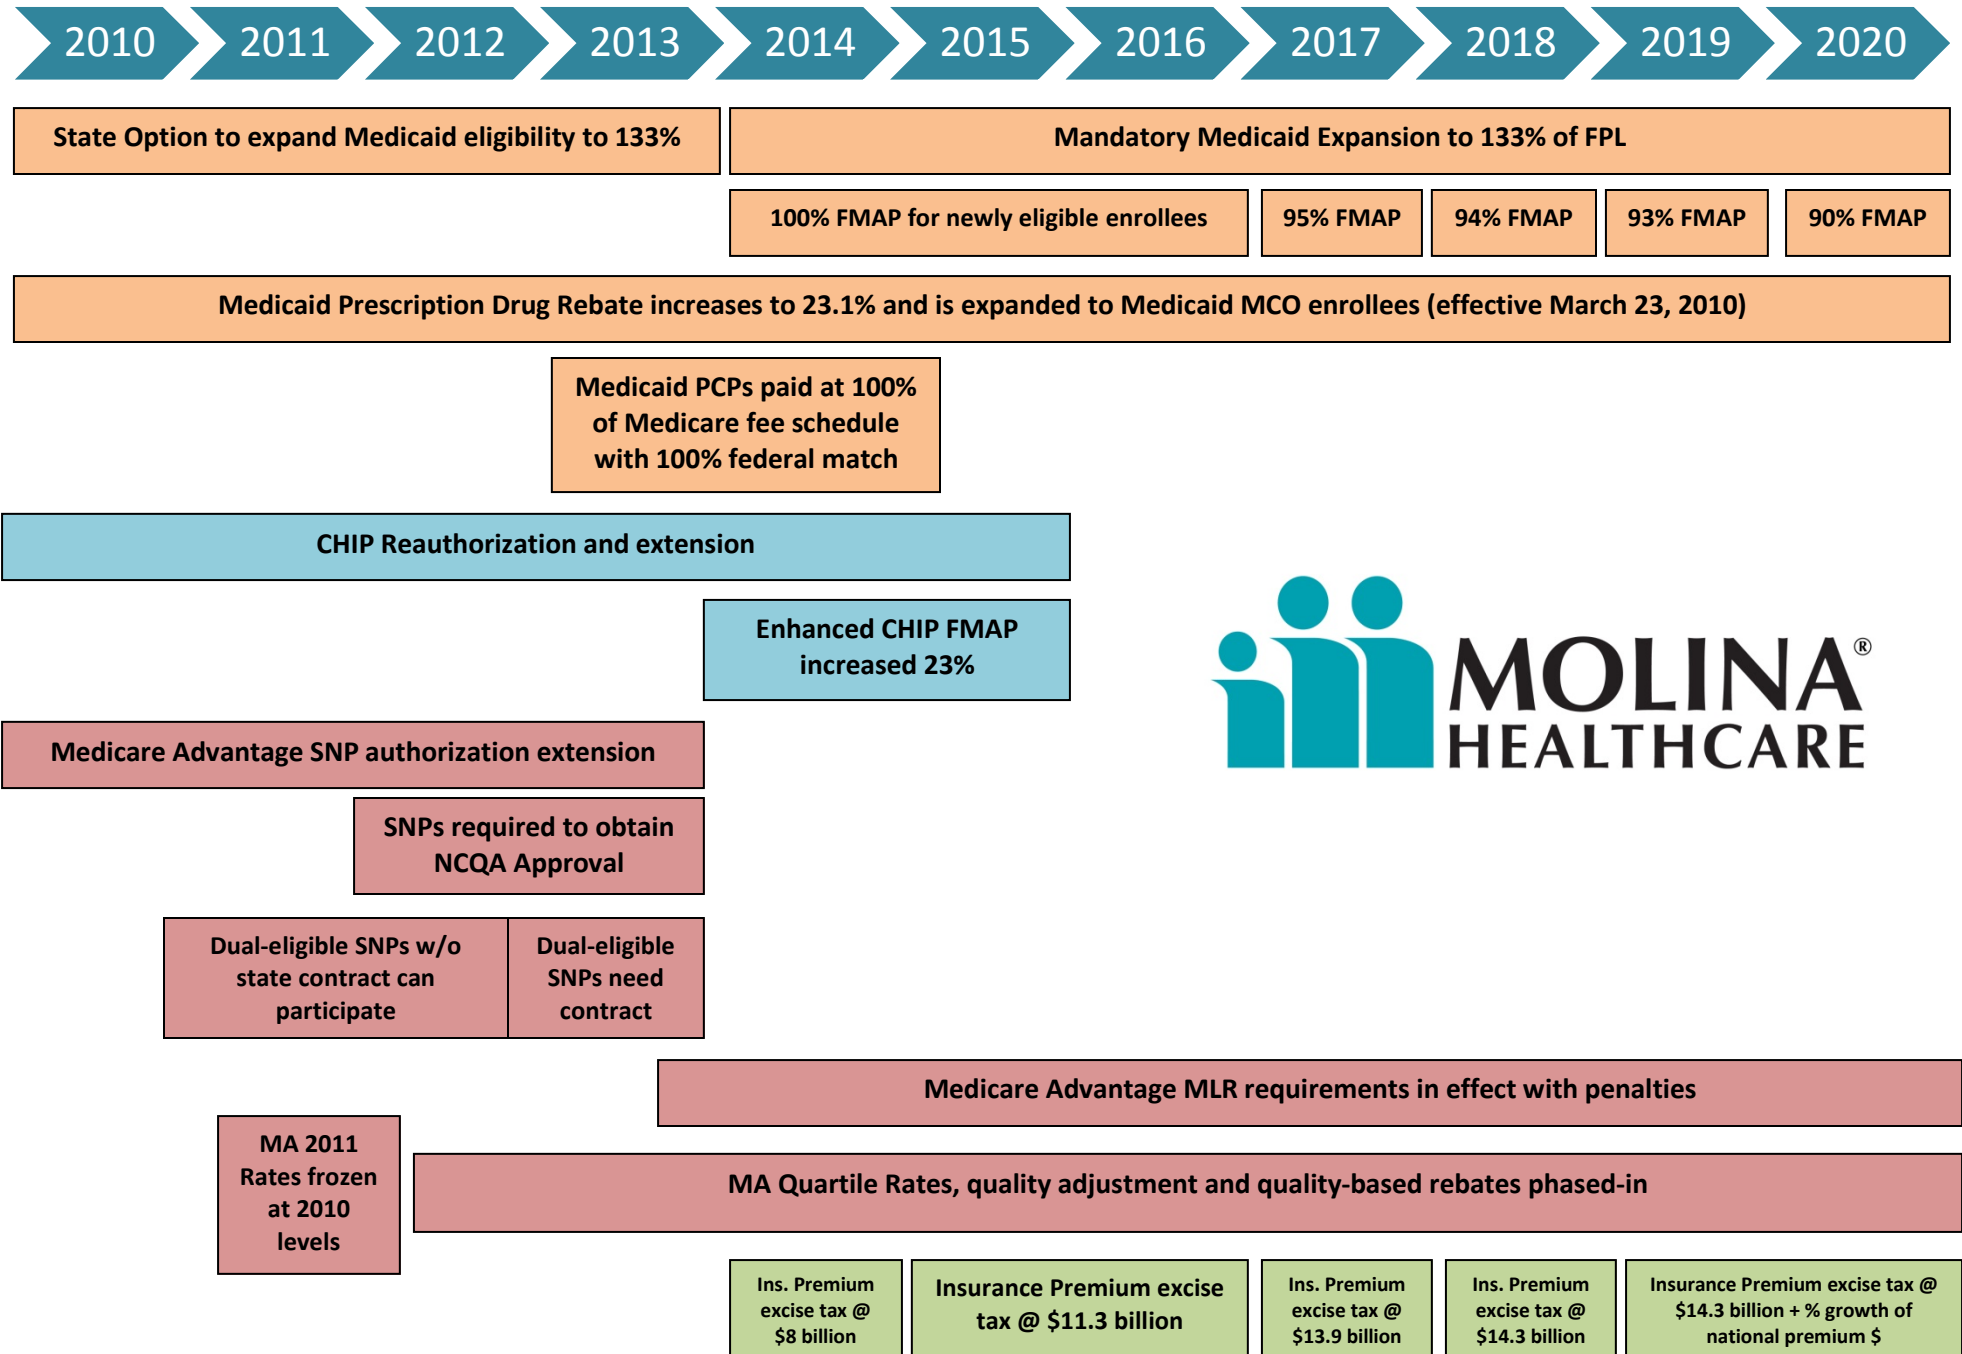 2010 2011 2012 2013 2014 2015 2016 2017 2018 2019 2020
State Option to expand Medicaid eligibility to 133%
Mandatory Medicaid Expansion to 133% of FPL
100% FMAP for newly eligible enrollees
95% FMAP
94% FMAP
93% FMAP
90% FMAP
Medicaid Prescription Drug Rebate increases to 23.1% and is expanded to Medicaid MCO enrollees (effective March 23, 2010)
Medicaid PCPs paid at 100%
of Medicare fee schedule
with 100% federal match
CHIP Reauthorization and extension
Enhanced CHIP FMAP
increased 23%
MOLINA®
HEALTHCARE
Medicare Advantage SNP authorization extension
SNPs required to obtain
NCQA Approval
Dual-eligible SNPs w/o
state contract can
participate
Dual-eligible
SNPs need
contract
Medicare Advantage MLR requirements in effect with penalties
MA 2011
Rates frozen
at 2010
levels
MA Quartile Rates, quality adjustment and quality-based rebates phased-in
Ins. Premium
excise tax @
$8 billion
Insurance Premium excise
tax @ $11.3 billion
Ins. Premium
excise tax @
$13.9 billion
Ins. Premium
excise tax @
$14.3 billion
Insurance Premium excise tax @
$14.3 billion + % growth of
national premium $